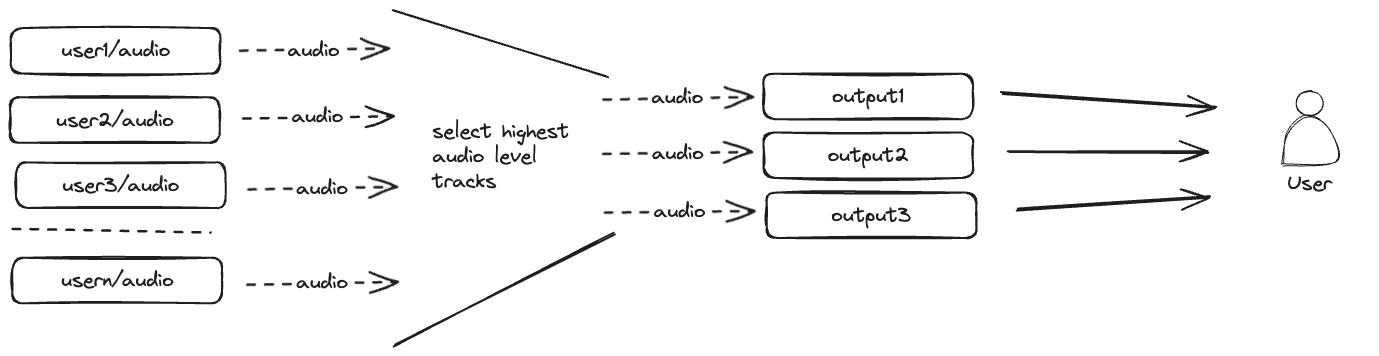 user1/audio
audio
user2/audio
audio
user3/audio
audio
usern/audio
audio
select highest
audio level
tracks
audio
output1
audio
output2
audio
output3
User